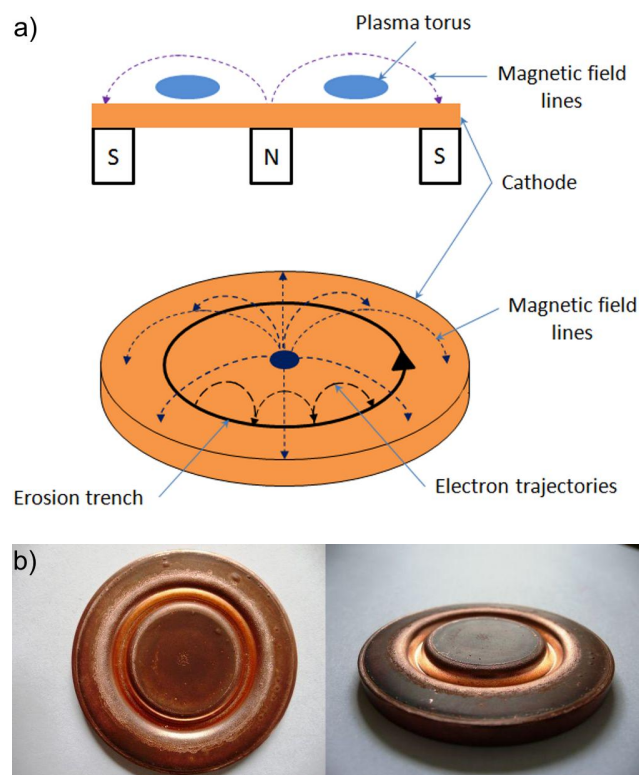 a)
Plasma torus
Magnetic field
lines
S
N
S
Cathode
Magnetic field
lines
Erosion trench
Electron trajectories
b)